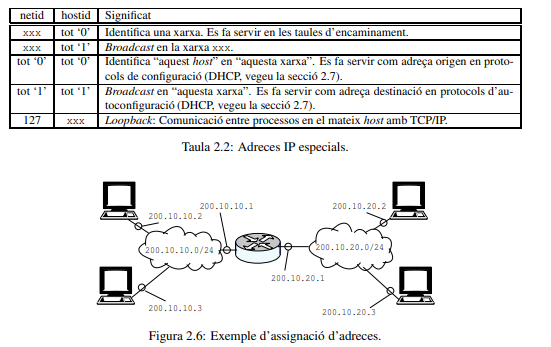 netid hostid Significat
xxx tot ‘0’ Identifica una xarxa. Es fa servir en les taules d’encaminament.
xxx tot ‘1’ Broadcast en la xarxa xxx.
tot ‘0’ tot ‘0’ Identifica “aquest host” en “aquesta xarxa”. Es fa servir com adreça origen en proto-
cols de configuració (DHCP, vegeu la secció 2.7).
tot ‘1’ tot ‘1’ Broadcast en “aquesta xarxa”. Es fa servir com adreça destinació en protocols d’au-
toconfiguració (DHCP, vegeu la secció 2.7).
127 xxx Loopback: Comunicació entre processos en el mateix host amb TCP/IP.
Taula 2.2: Adreces IP especials.
200.10.10.2
200.10.10.1
200.10.20.2
200.10.10.0/24
200.10.20.0/24
200.10.20.1
200.10.10.3
200.10.20.3
Figura 2.6: Exemple d’assignació d’adreces.